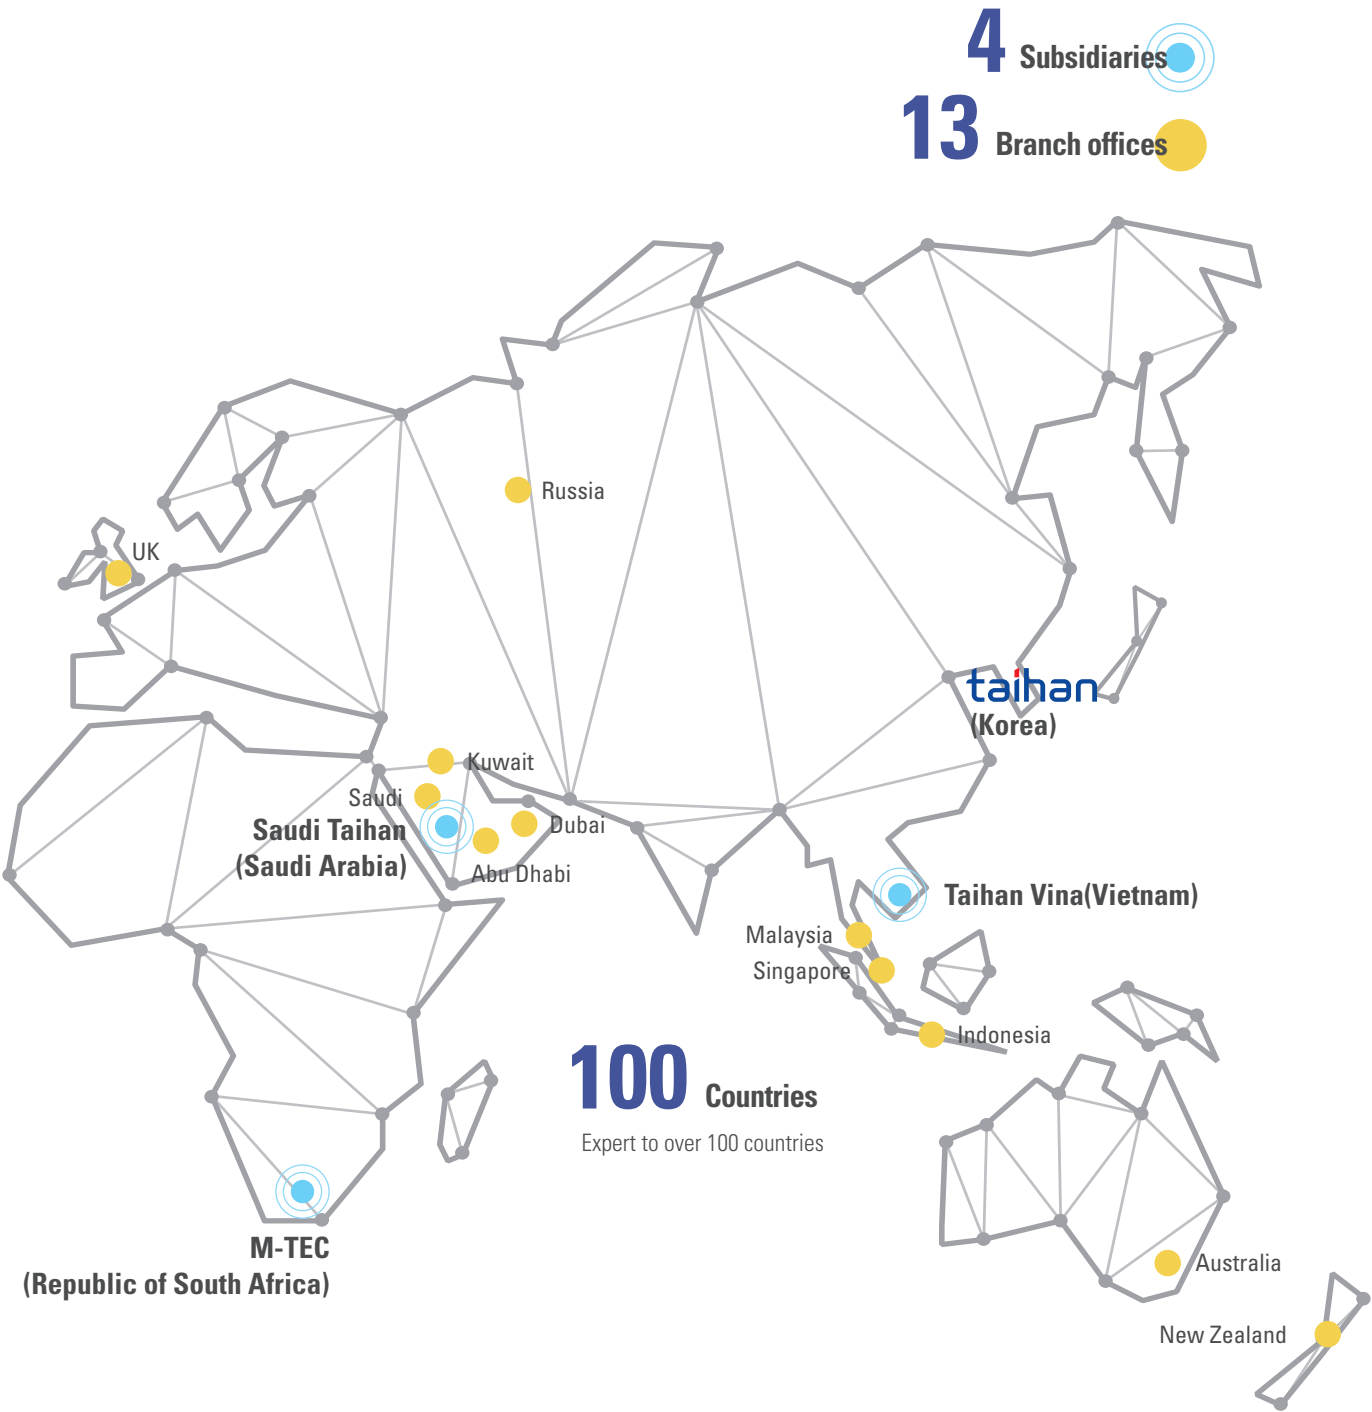 4 Subsidiaries
13 Branch offices
Russia
UK
taihan
(Korea)
Kuwait
Saudi
Saudi Taihan
(Saudi Arabia)
Dubai
Abu Dhabi
Taihan Vina(Vietnam)
Malaysia
Singapore
Indonesia
100 Countries
Expert to over 100 countries
M-TEC
(Republic of South Africa)
Australia
New Zealand